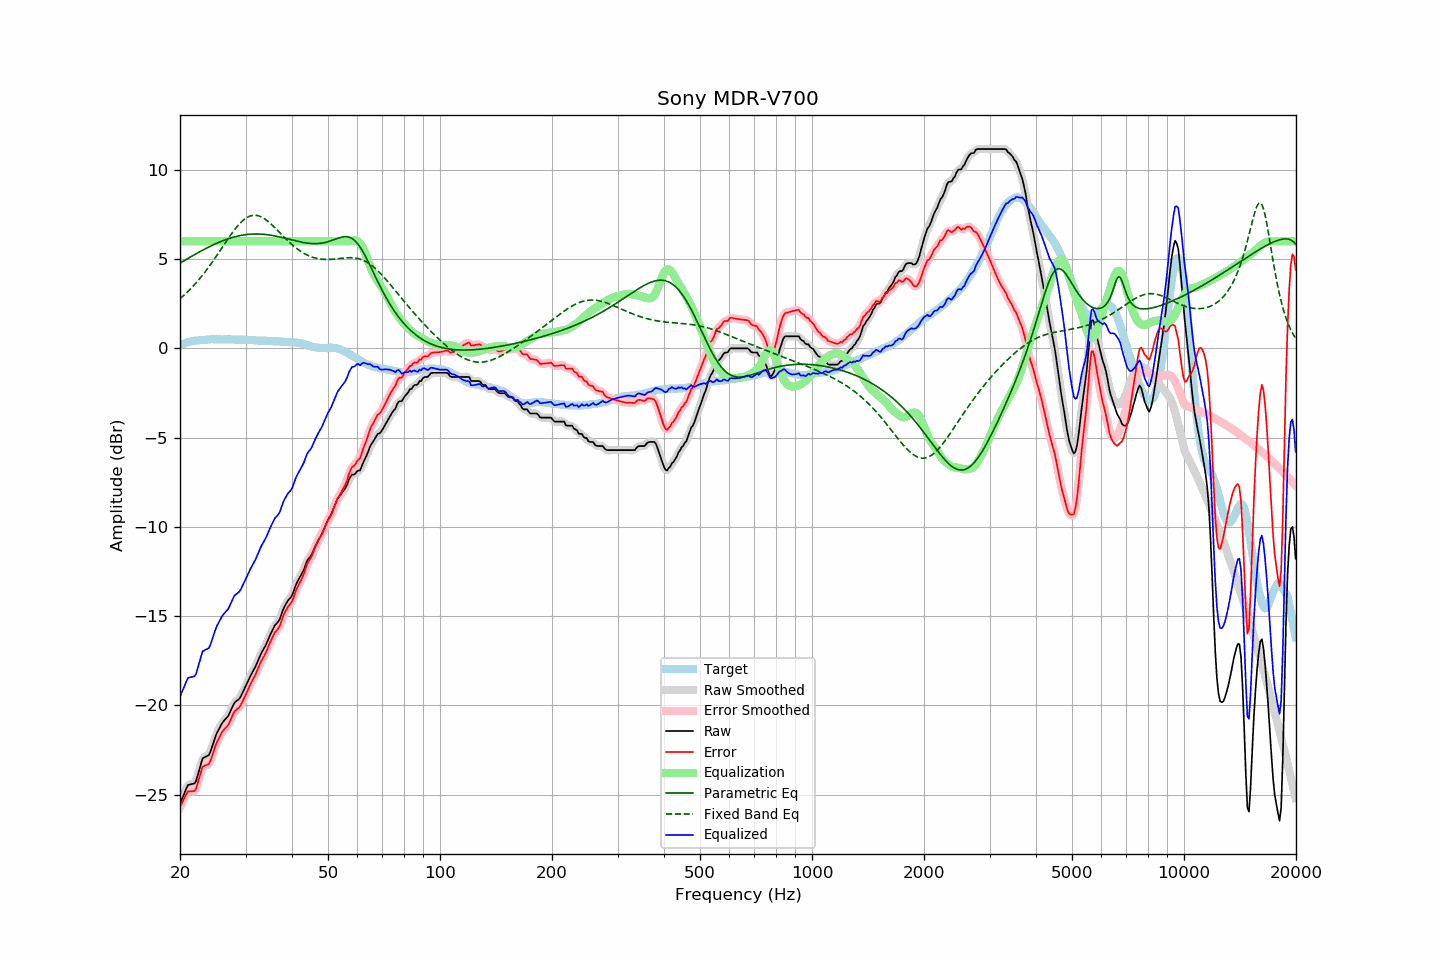 Sony MDR-V700
Amplitude (dBr)
10
5
0
−5
−10
−15
−20
−25
Target
Raw Smoothed
Error Smoothed
Raw
Error
Equalization
Parametric Eq
Fixed Band Eq
Equalized
20 50 100 200 500 1000 2000 5000 10000 20000
Frequency (Hz)